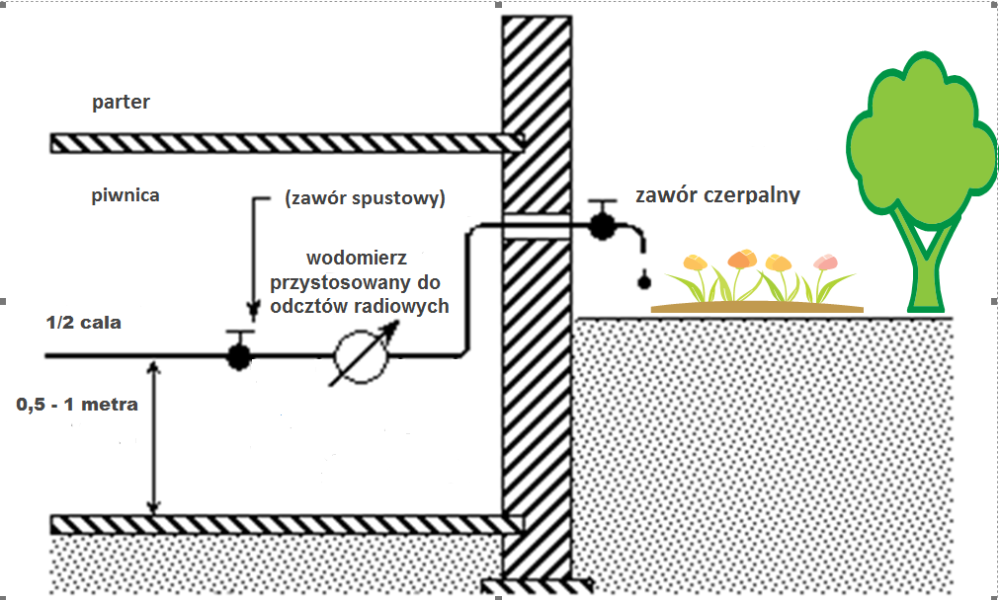 parter
piwnica
(zawór spustowy)
zawór czerpalny
wodomierz
przystosowany do
odcztów radiowych
1/2 cala
0,5 - 1 metra